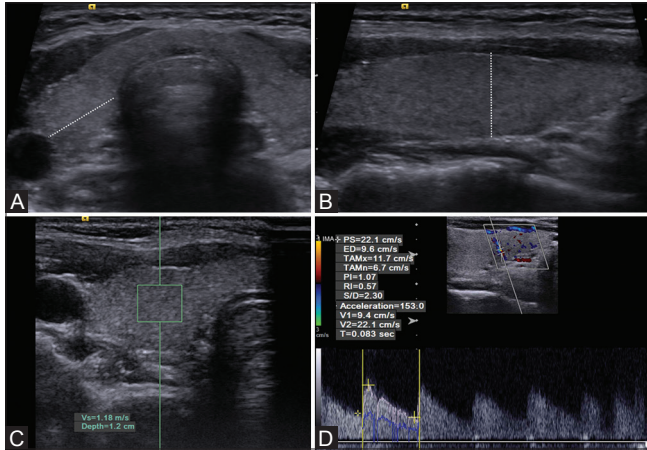 A
B
Vs=1.18 m/s
Depth=1.2 cm
C
IMA
PS=22.1 cm/s
ED=9.6 cm/s
TAMx=11.7 cm/s
TAMn=6.7 cm/s
PI=1.07
RI=0.57
S/D=2.30
Acceleration=153.0
V1=9.4 cm/s
V2=22.1 cm/s
T=0.083 sec
3
cm/s
D